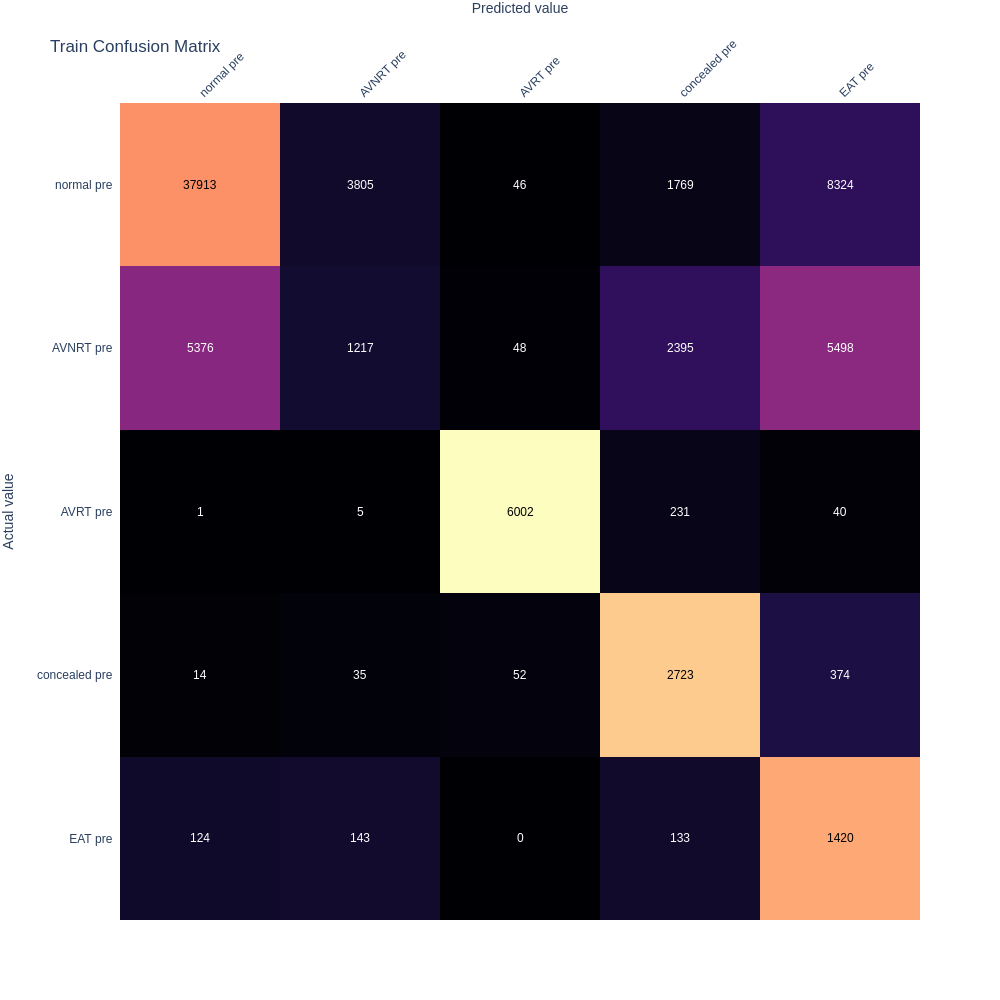 Predicted value
Train Confusion Matrix
normal pre AVNRT pre AVRT pre concealed pre EAT pre
normal pre 37913 3805 46 1769 8324
AVNRT pre 5376 1217 48 2395 5498
Actual value
AVRT pre 1 5 6002 231 40
concealed pre 14 35 52 2723 374
EAT pre 124 143 0 133 1420